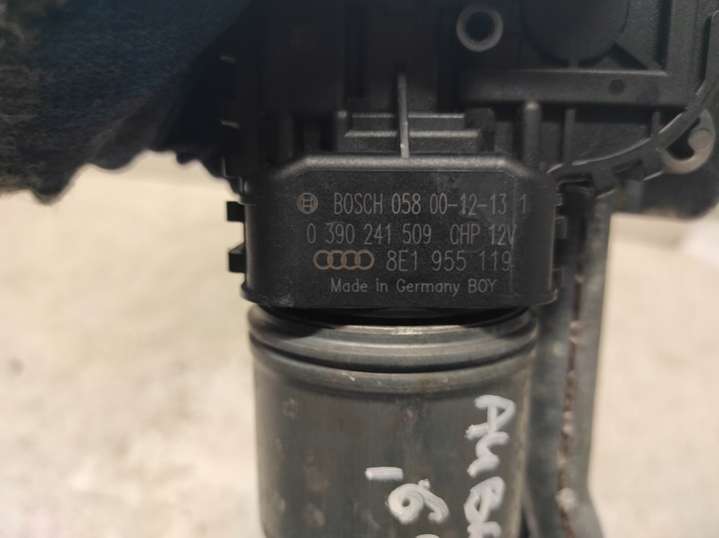 BOSCH 058 00-12-13 1
0 390 241 509 CHP 12V
8E1 955 119
Made in Germany BOY